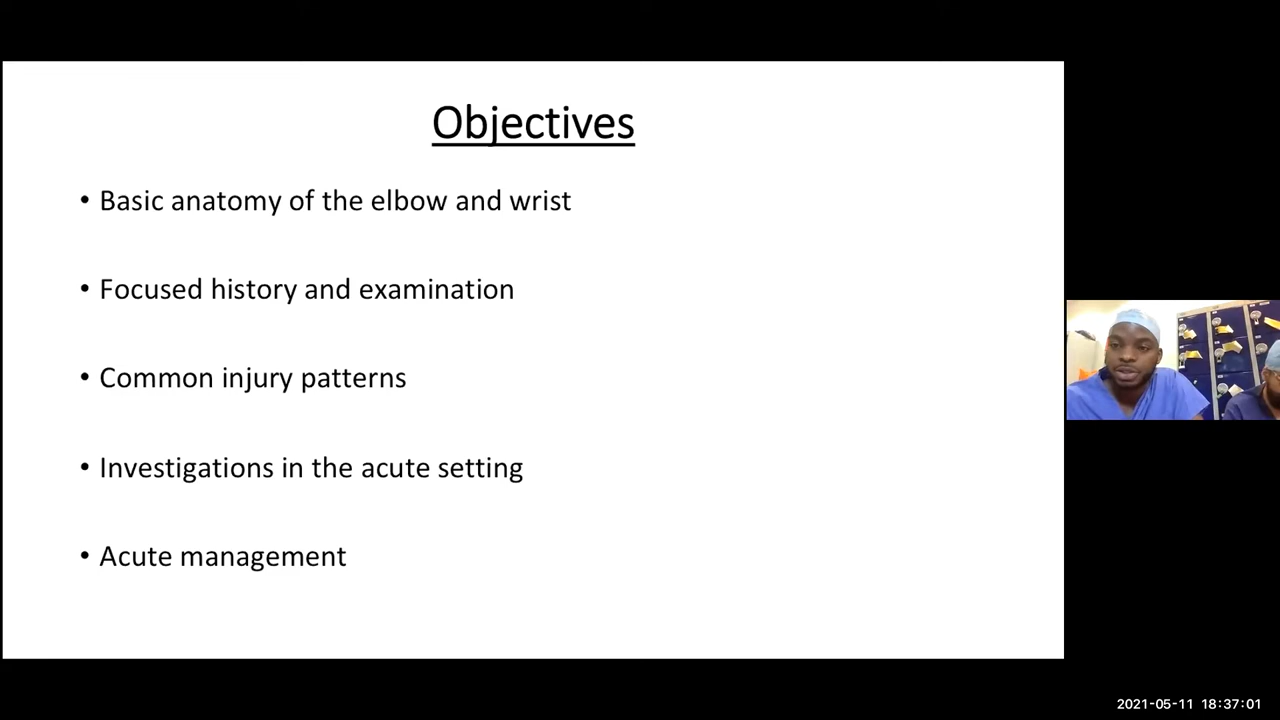 Objectives
• Basic anatomy of the elbow and wrist
• Focused history and examination
• Common injury patterns
• Investigations in the acute setting
• Acute management
2021-05-11 18:37:01